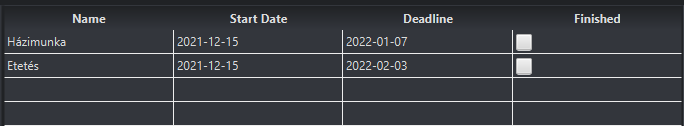 Name Start Date Deadline Finished
Házimunka 2021-12-15 2022-01-07
Etetés 2021-12-15 2022-02-03